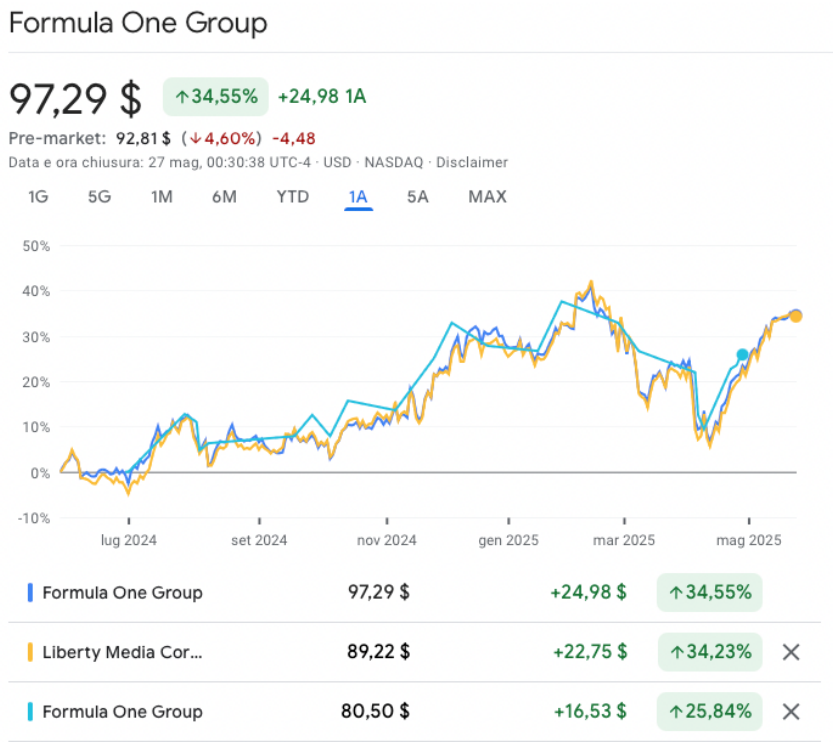 Formula One Group
97,29 $ ↑34,55% +24,98 1A
Pre-market: 92,81 $ (↓4,60%) -4,48
Data e ora chiusura: 27 mag, 00:30:38 UTC-4 · USD · NASDAQ · Disclaimer
1G 5G 1M 6M YTD 1A 5A MAX
50%
40%
30%
20%
10%
0%
-10%
lug 2024 set 2024 nov 2024 gen 2025 mar 2025 mag 2025
Formula One Group 97,29 $ +24,98 $ ↑34,55%
Liberty Media Cor... 89,22 $ +22,75 $ ↑34,23%
Formula One Group 80,50 $ +16,53 $ ↑25,84%